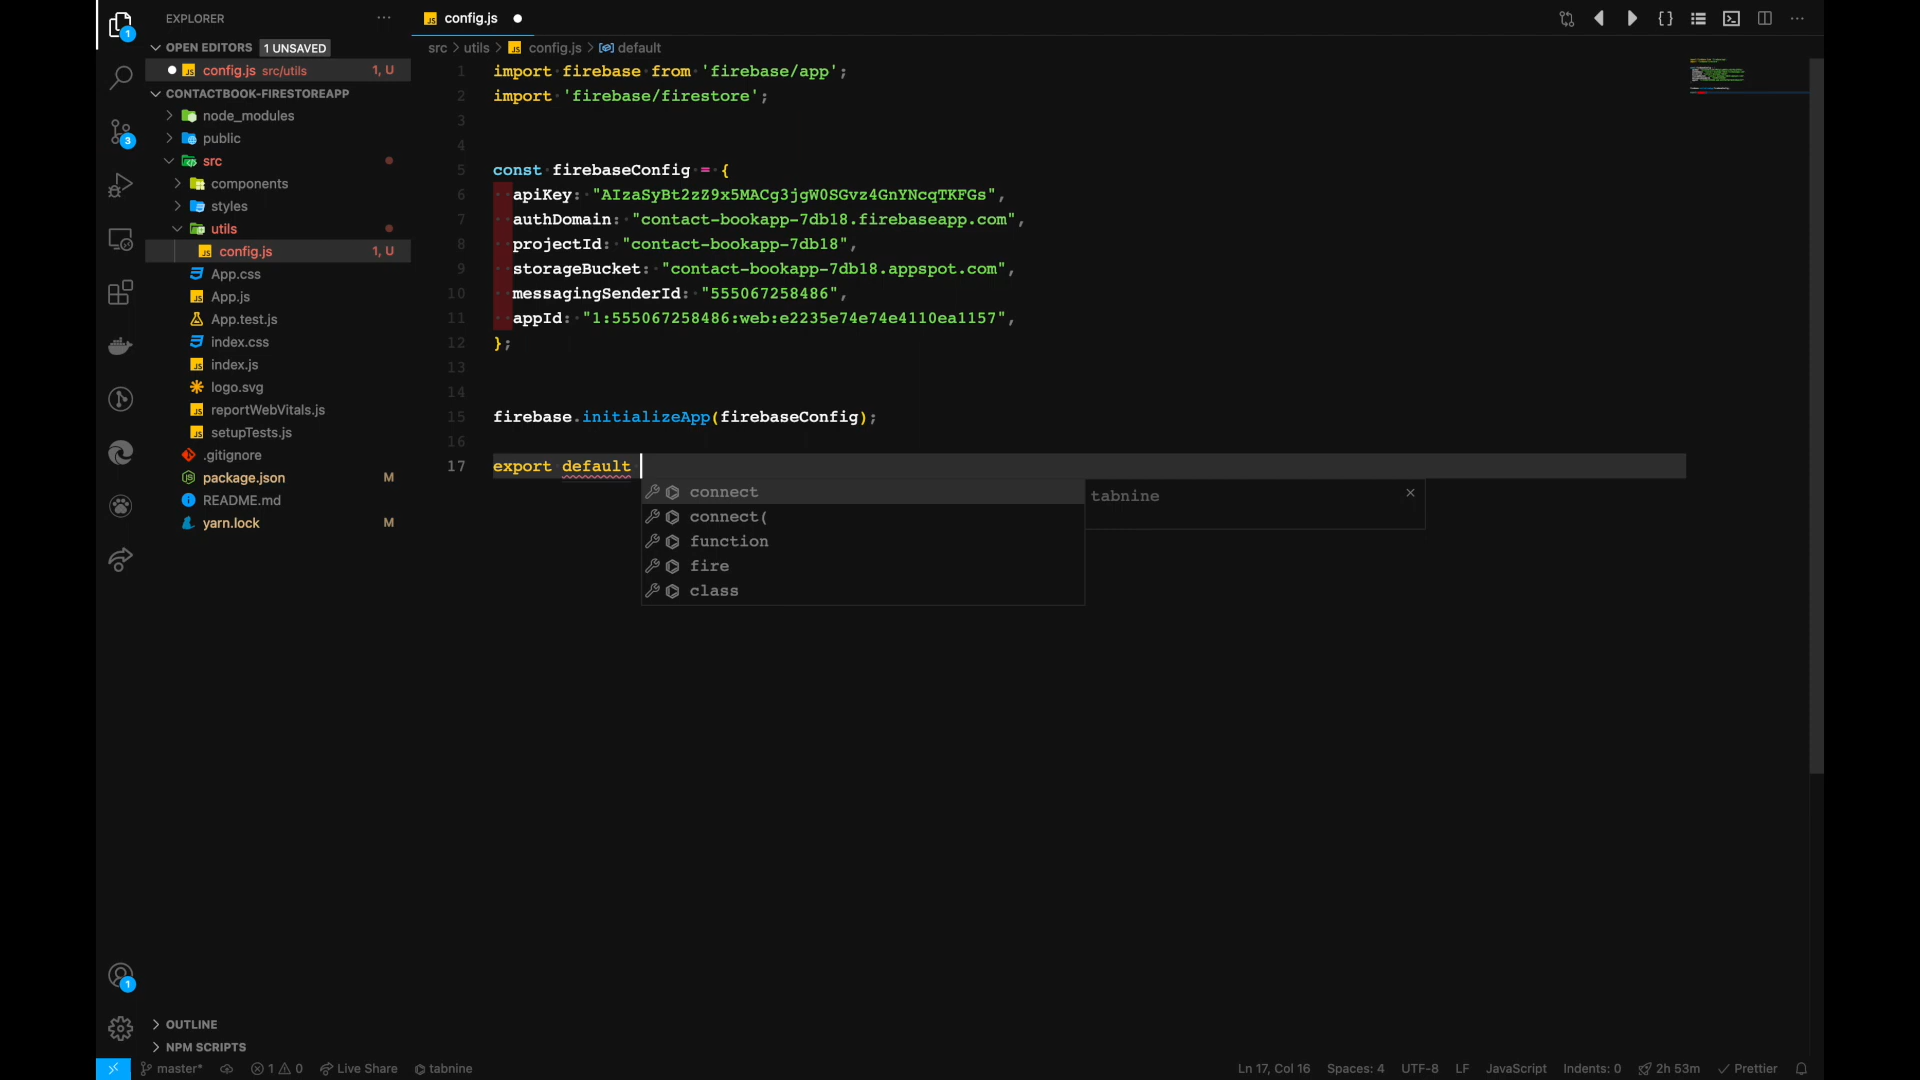 EXPLORER
OPEN EDITORS 1 UNSAVED
config.js src/utils 1, U
CONTACTBOOK-FIRESTOREAPP
node_modules
public
src
components
styles
utils
config.js 1, U
App.css
App.js
App.test.js
index.css
index.js
logo.svg
reportWebVitals.js
setupTests.js
.gitignore
package.json M
README.md
yarn.lock M
OUTLINE
NPM SCRIPTS
1
3
1
config.js
src > utils > config.js > default
1 import firebase from 'firebase/app';
2 import 'firebase/firestore';
3
4
5 const firebaseConfig = {
6 apiKey: "AIzaSyBt2zZ9x5MACg3jgW0SGvz4GnYNcqTKFGs",
7 authDomain: "contact-bookapp-7db18.firebaseapp.com",
8 projectId: "contact-bookapp-7db18",
9 storageBucket: "contact-bookapp-7db18.appspot.com",
10 messagingSenderId: "555067258486",
11 appId: "1:555067258486:web:e2235e74e74e4110ea1157",
12 };
13
14
15 firebase.initializeApp(firebaseConfig);
16
17 export default
connect
connect(
function
fire
class
tabnine
master* 1 0 Live Share tabnine
Ln 17, Col 16 Spaces: 4 UTF-8 LF JavaScript Indents: 0 2h 53m Prettier